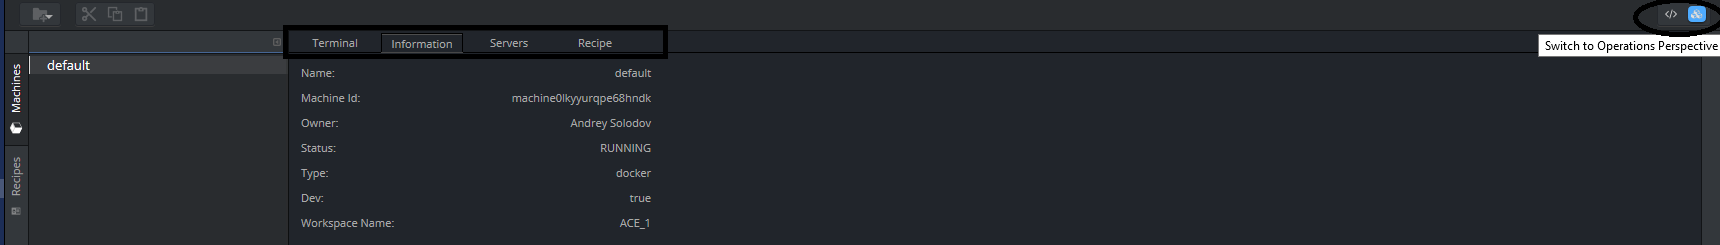 </>
Terminal Information Servers Recipe
Switch to Operations Perspective
default
Machines
Recipes
Name: default
Machine Id: machine0lkyyurqpe68hndk
Owner: Andrey Solodov
Status: RUNNING
Type: docker
Dev: true
Workspace Name: ACE_1